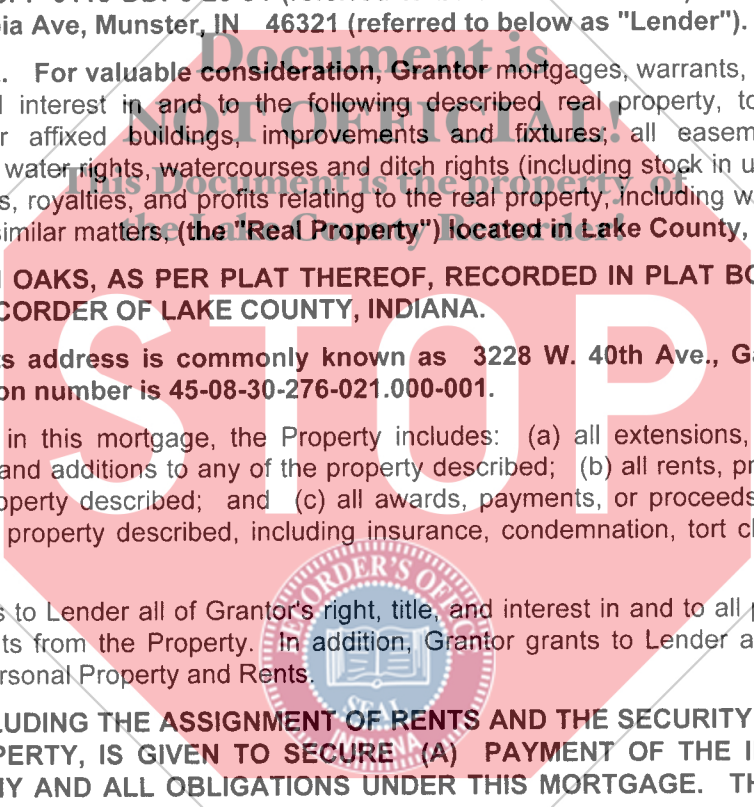 bia Ave, Munster, IN 46321 (referred to below as "Lender").
Document is
. For valuable consideration, Grantor mortgages, warrants,
interest in and to the following described real property, to
NOT OFFICIAL!
r affixed buildings, improvements and fixtures; all easem
water rights, watercourses and ditch rights (including stock in u
This Document is the property of
s, royalties, and profits relating to the real property, including w
the Lake County Recorder!
similar matters, (the "Real Property") located in Lake County,
OAKS, AS PER PLAT THEREOF, RECORDED IN PLAT BO
CORDER OF LAKE COUNTY, INDIANA.
STOP
s address is commonly known as 3228 W. 40th Ave., Ga
on number is 45-08-30-276-021.000-001.
in this mortgage, the Property includes: (a) all extensions,
and additions to any of the property described; (b) all rents, pr
operty described; and (c) all awards, payments, or proceeds
property described, including insurance, condemnation, tort cl
RECORDER'S OFFICE
s to Lender all of Grantor's right, title, and interest in and to all
ts from the Property. In addition, Grantor grants to Lender a
ersonal Property and Rents.
SEAL
INDIANA
LUDING THE ASSIGNMENT OF RENTS AND THE SECURITY
PERTY, IS GIVEN TO SECURE (A) PAYMENT OF THE I
NY AND ALL OBLIGATIONS UNDER THIS MORTGAGE. TH